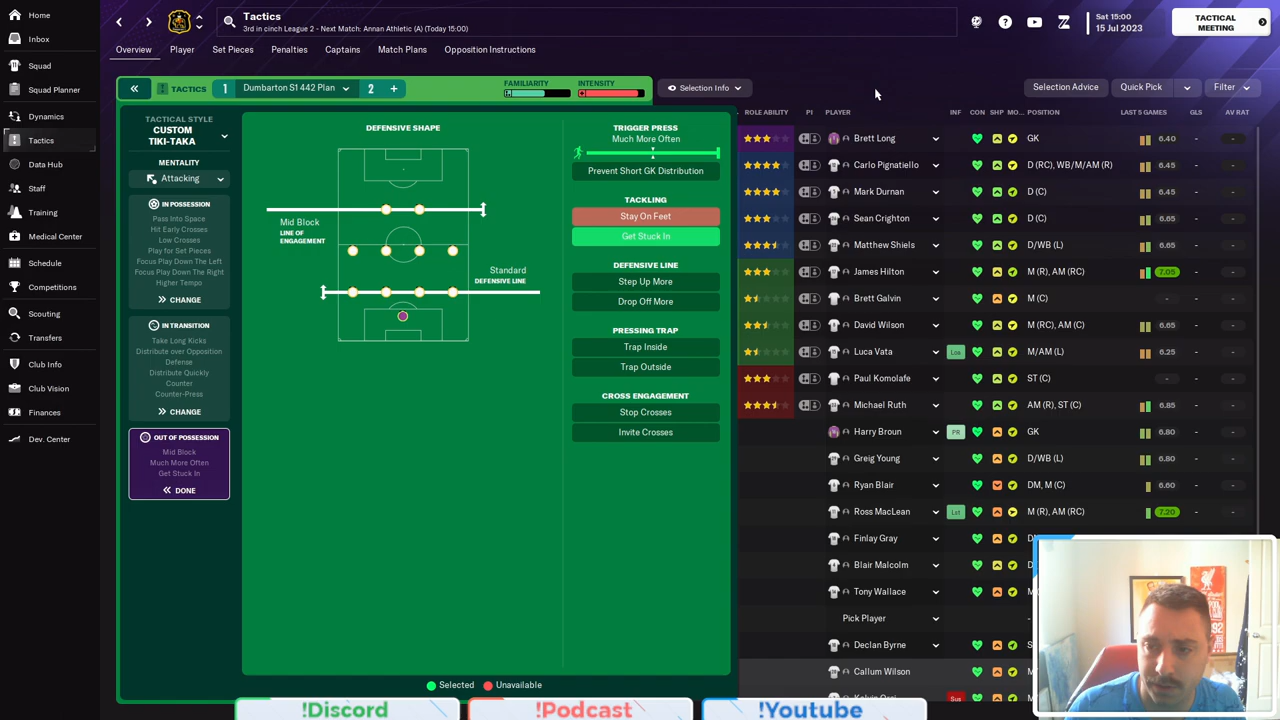 Tactics
3rd in cinch League 2 - Next Match: Annan Athletic (A) (Today 15:00)
Sat 15:00
15 Jul 2023
TACTICAL
MEETING
Home
Inbox
Squad
Squad Planner
Dynamics
Tactics
Data Hub
Staff
Training
Medical Center
Schedule
Competitions
Scouting
Transfers
Club Info
Club Vision
Finances
Dev. Center
Overview
Player
Set Pieces
Penalties
Captains
Match Plans
Opposition Instructions
TACTICS
1
Dumbarton S1 442 Plan
2
FAMILIARITY
INTENSITY
Selection Info
Selection Advice
Quick Pick
Filter
TACTICAL STYLE
CUSTOM
TIKI-TAKA
MENTALITY
Attacking
IN POSSESSION
Pass Into Space
Hit Early Crosses
Low Crosses
Play for Set Pieces
Focus Play Down The Left
Focus Play Down The Right
Higher Tempo
CHANGE
IN TRANSITION
Take Long Kicks
Distribute over Opposition
Defense
Distribute Quickly
Counter
Counter-Press
CHANGE
OUT OF POSSESSION
Mid Block
Much More Often
Get Stuck In
DONE
DEFENSIVE SHAPE
Mid Block
LINE OF
ENGAGEMENT
Standard
DEFENSIVE LINE
Selected
Unavailable
TRIGGER PRESS
Much More Often
Prevent Short GK Distribution
TACKLING
Stay On Feet
Get Stuck In
DEFENSIVE LINE
Step Up More
Drop Off More
PRESSING TRAP
Trap Inside
Trap Outside
CROSS ENGAGEMENT
Stop Crosses
Invite Crosses
ROLE ABILITY PI PLAYER INF CON SHP MO... POSITION LAST 5 GAMES GLS AV RAT
Brett Long GK 6.40 - -
Carlo Pignatiello D (RC), WB/M/AM (R) 6.45 - -
Mark Durnan D (C) 6.45 - -
Sean Crighton D (C) 6.65 - -
Matthew Shiels D/WB (L) 6.65 - -
James Hilton M (R), AM (RC) 7.05 - -
Brett Galvin M (C) - -
David Wilson M (RC), AM (C) 6.65 - -
Luca Vata Loa M/AM (L) 6.25 - -
Paul Komolafe ST (C) - - -
Michael Ruth AM (R), ST (C) 6.85 - -
Harry Broun PR GK 6.80 - -
Greig Young D/WB (L) 6.80 - -
Ryan Blair DM, M (C) 6.60 - -
Ross MacLean Lst M (R), AM (RC) 7.20 - -
Finlay Gray
Blair Malcolm
Tony Wallace
Pick Player -
Declan Byrne
Callum Wilson
Sus
!Discord
!Podcast
!Youtube